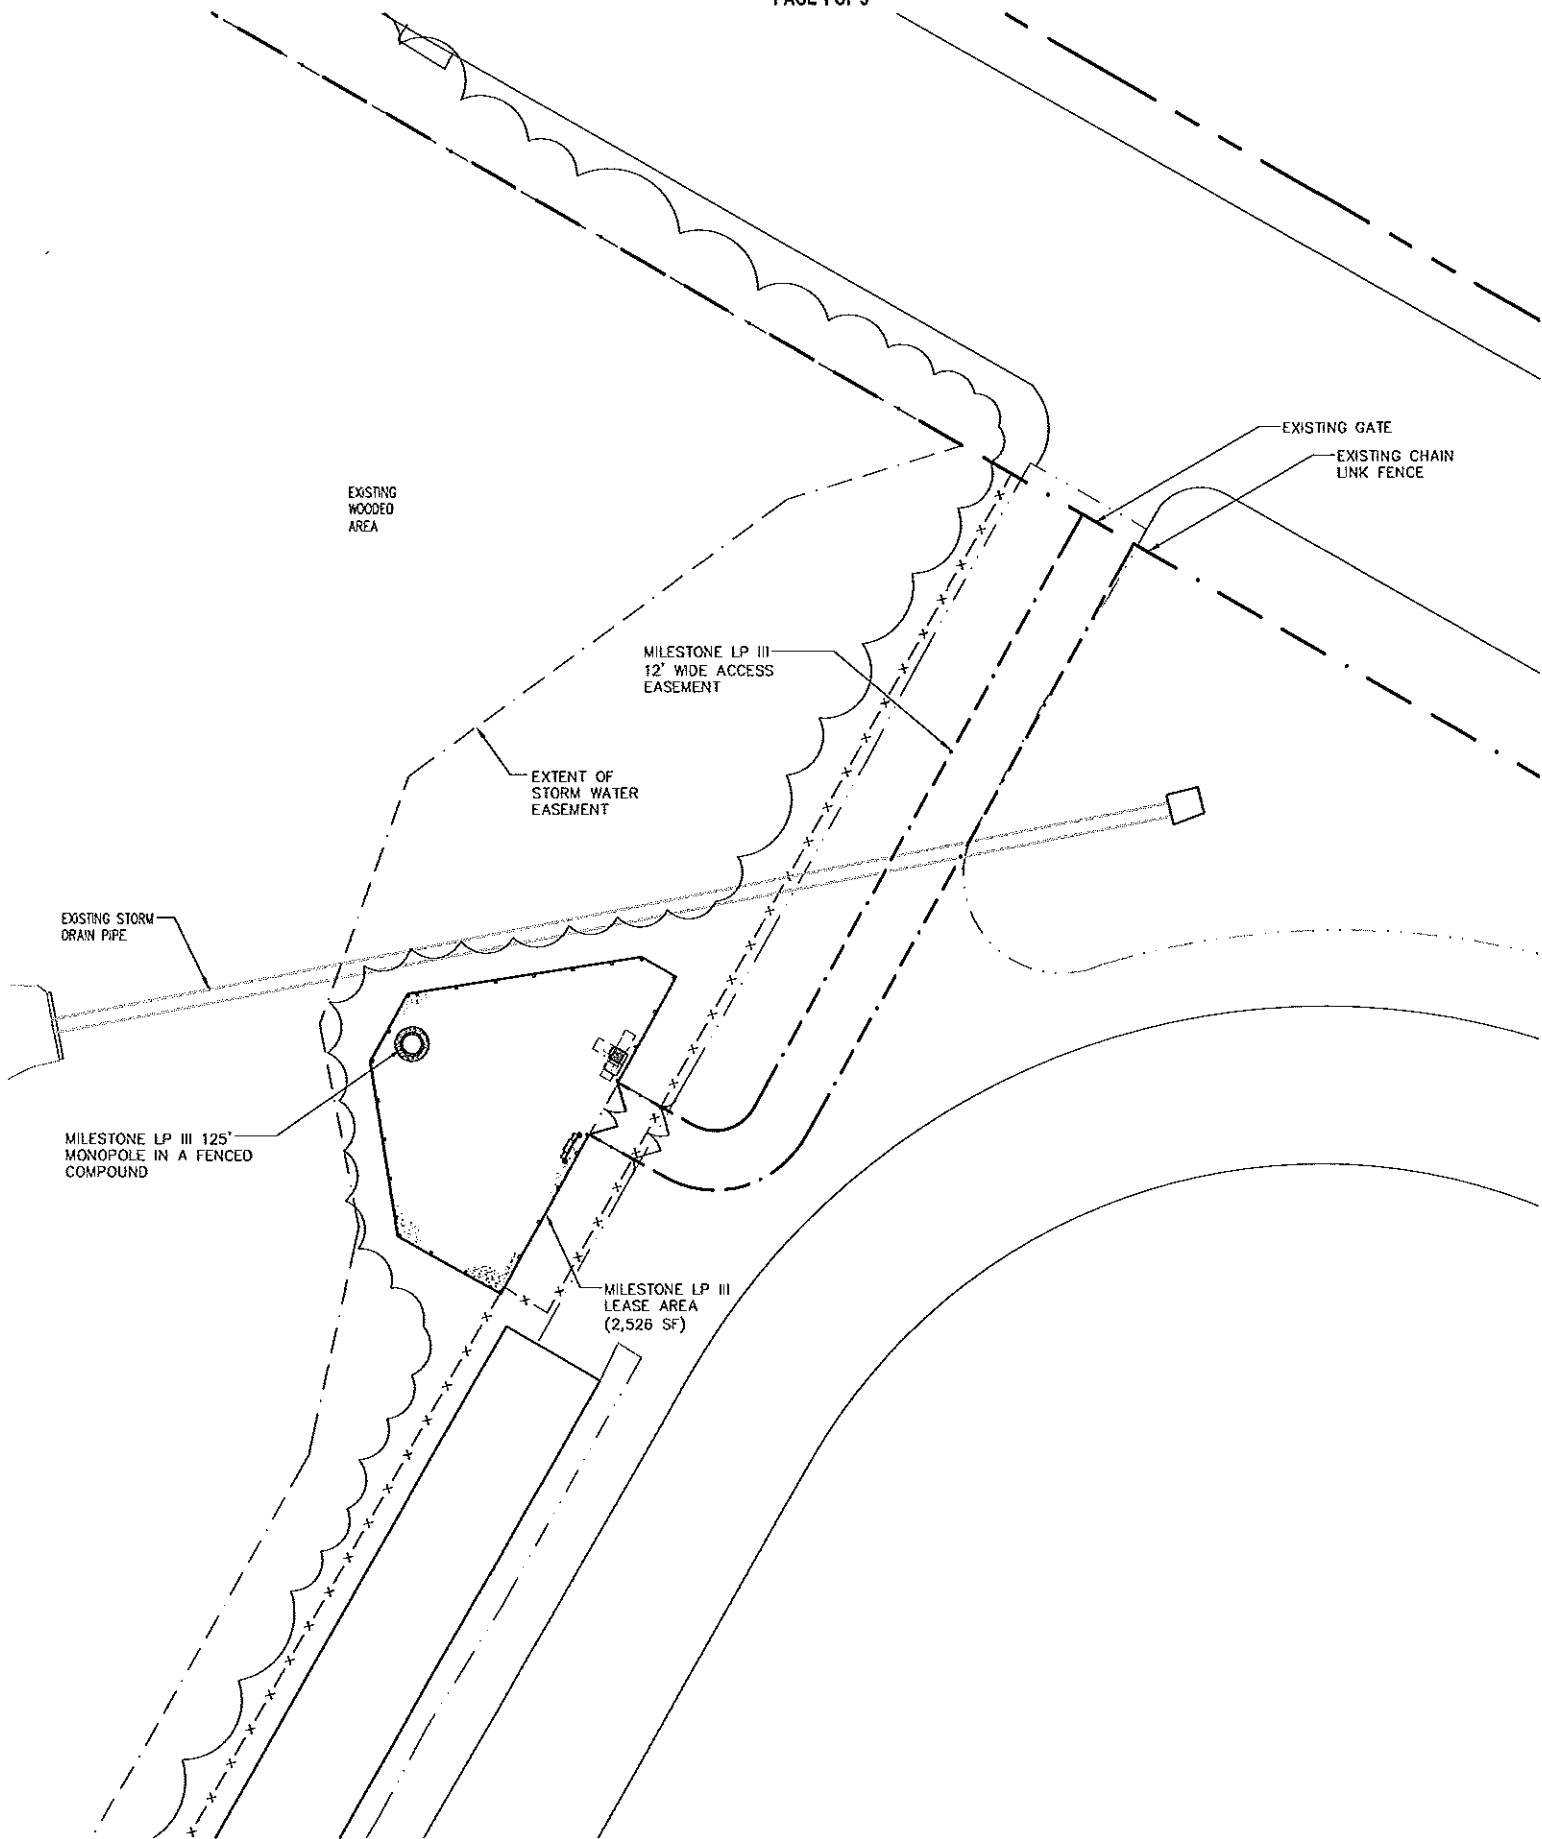 EXISTING GATE
EXISTING CHAIN
LINK FENCE
EXISTING
WOODED
AREA
MILESTONE LP III
12' WIDE ACCESS
EASEMENT
EXTENT OF
STORM WATER
EASEMENT
EXISTING STORM
DRAIN PIPE
MILESTONE LP III 125'
MONOPOLE IN A FENCED
COMPOUND
MILESTONE LP III
LEASE AREA
(2,526 SF)